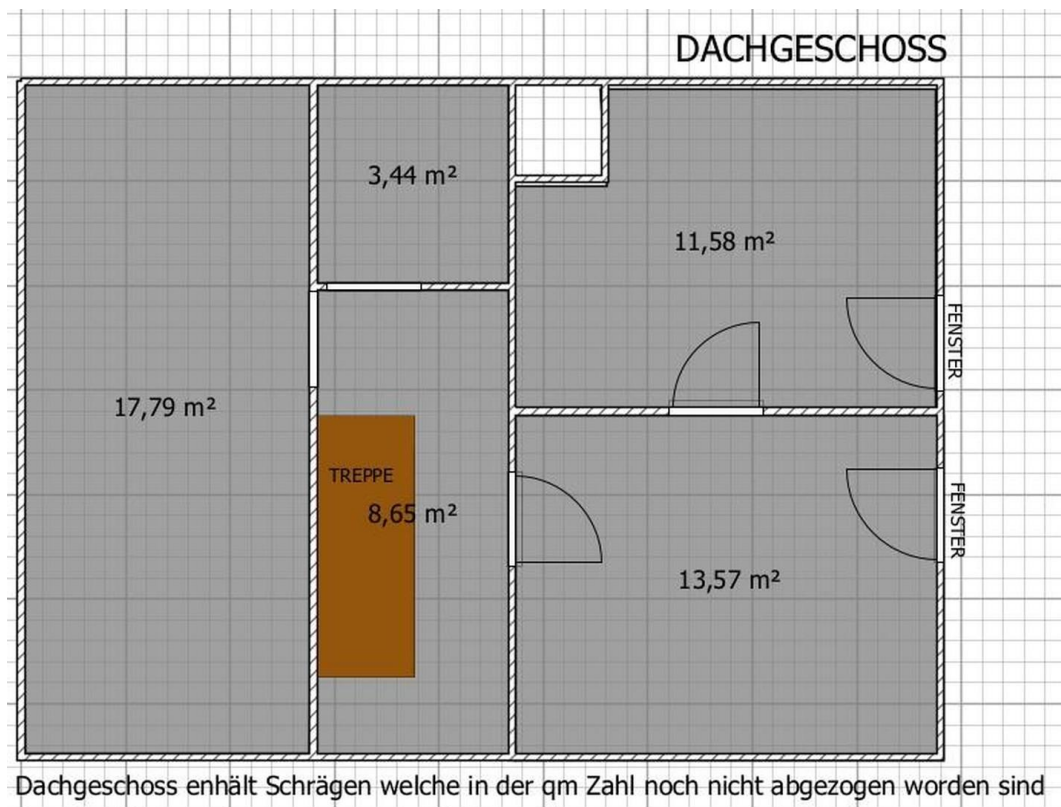 DACHGESCHOSS
3,44 m²
11,58 m²
FENSTER
17,79 m²
TREPPE
8,65 m²
FENSTER
13,57 m²
Dachgeschoss enhält Schrägen welche in der qm Zahl noch nicht abgezogen worden sind